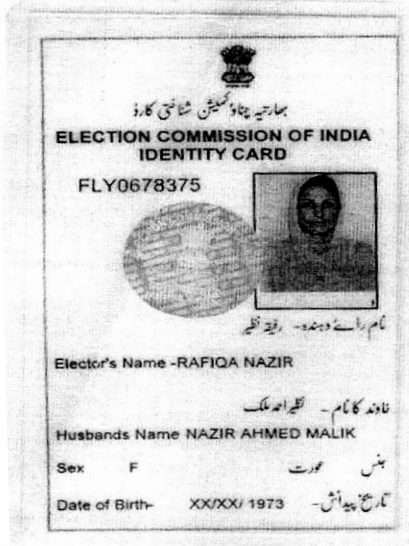 بھارتیہ چناؤ کمیشن شناختی کارڈ
ELECTION COMMISSION OF INDIA
IDENTITY CARD
FLY0678375
نام رائے دہندہ - رفیقہ نظیر
Elector's Name -RAFIQA NAZIR
خاوند کا نام - نظیر احمد ملک
Husbands Name NAZIR AHMED MALIK
Sex F عورت جنس
Date of Birth- XX/XX/ 1973 تاریخ پیدائش-